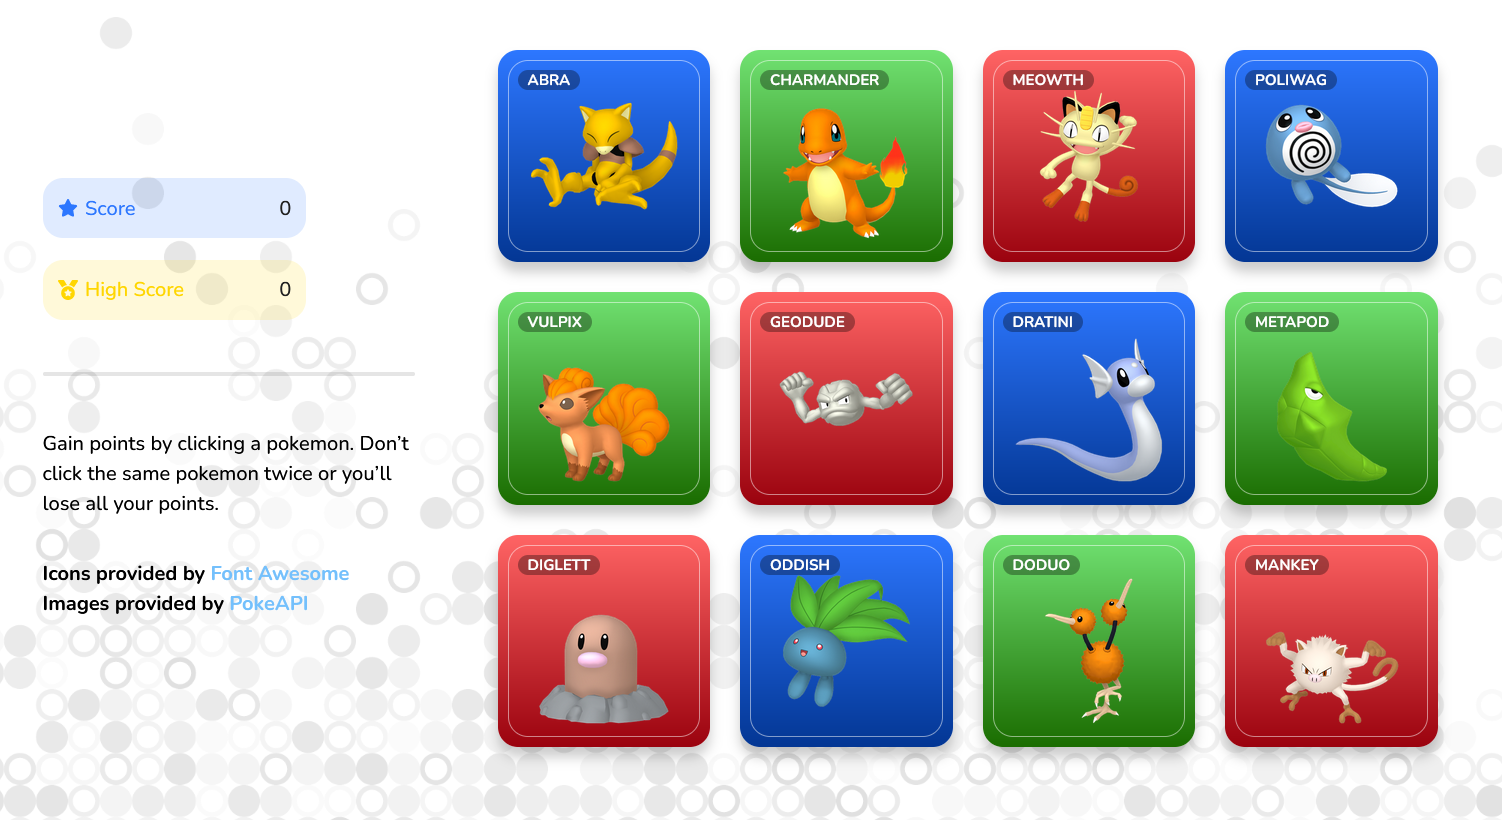 Score 0
High Score 0
Gain points by clicking a pokemon. Don’t
click the same pokemon twice or you’ll
lose all your points.
Icons provided by Font Awesome
Images provided by PokeAPI
ABRA
CHARMANDER
MEOWTH
POLIWAG
VULPIX
GEODUDE
DRATINI
METAPOD
DIGLETT
ODDISH
DODUO
MANKEY